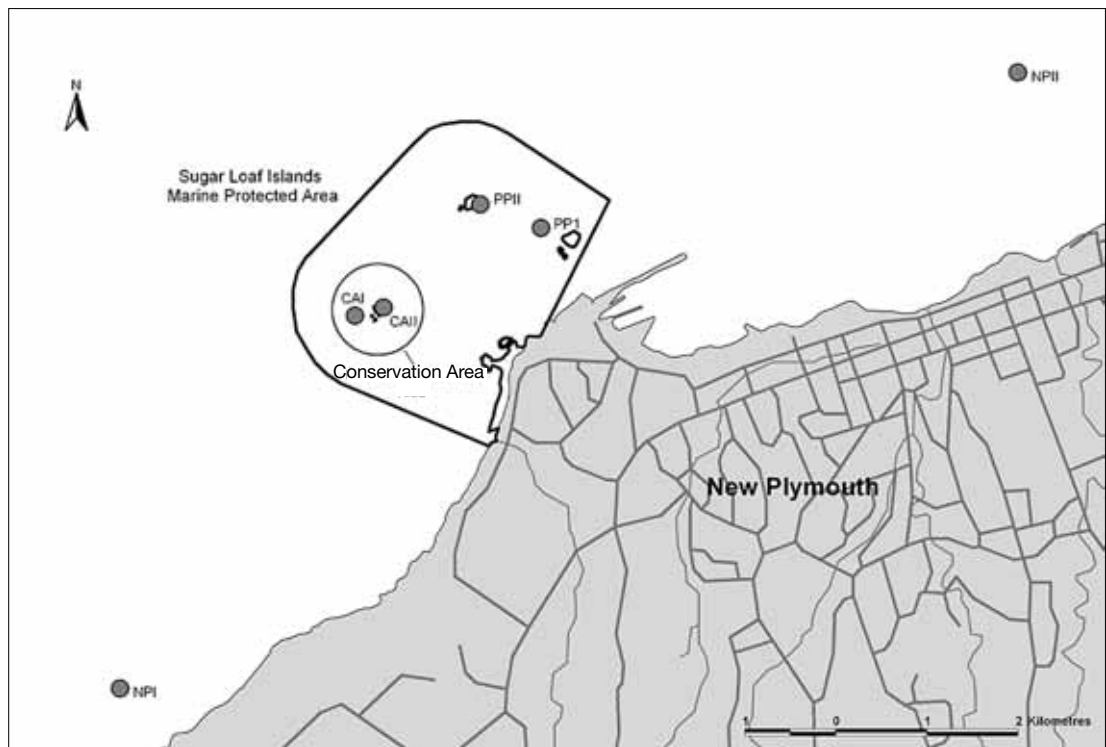 N
NPII
Sugar Loaf Islands
Marine Protected Area
PPII
PP1
CAI
CAII
Conservation Area
New Plymouth
NPI
1 0 1 2 Kilometres